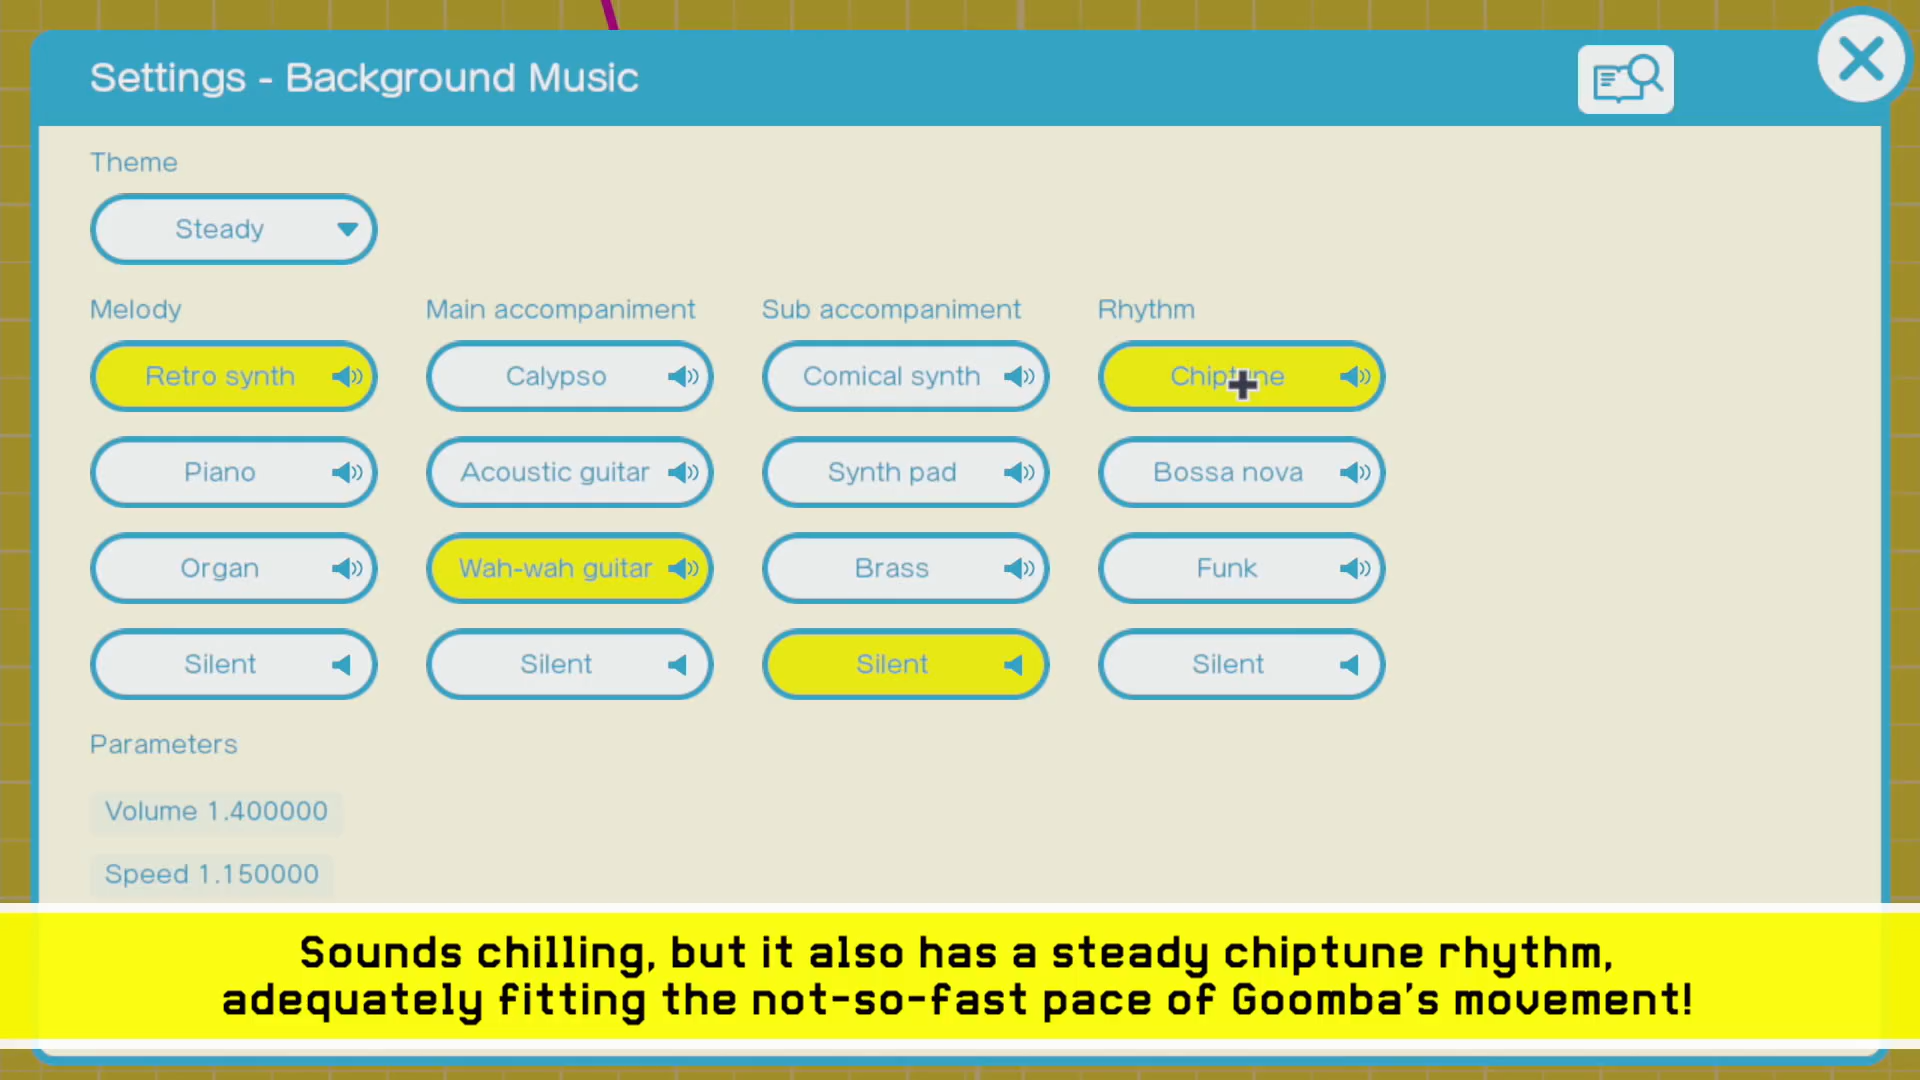 Settings - Background Music
Theme
Steady
Melody Main accompaniment Sub accompaniment Rhythm
Retro synth Calypso Comical synth Chiptune
Piano Acoustic guitar Synth pad Bossa nova
Organ Wah-wah guitar Brass Funk
Silent Silent Silent Silent
Parameters
Volume 1.400000
Speed 1.150000
Sounds chilling, but it also has a steady chiptune rhythm,
adequately fitting the not-so-fast pace of Goomba's movement!